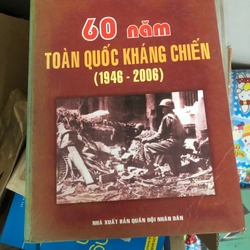 60 năm
TOÀN QUỐC KHÁNG CHIẾN
(1946 - 2006)
NHÀ XUẤT BẢN QUÂN ĐỘI NHÂN DÂN